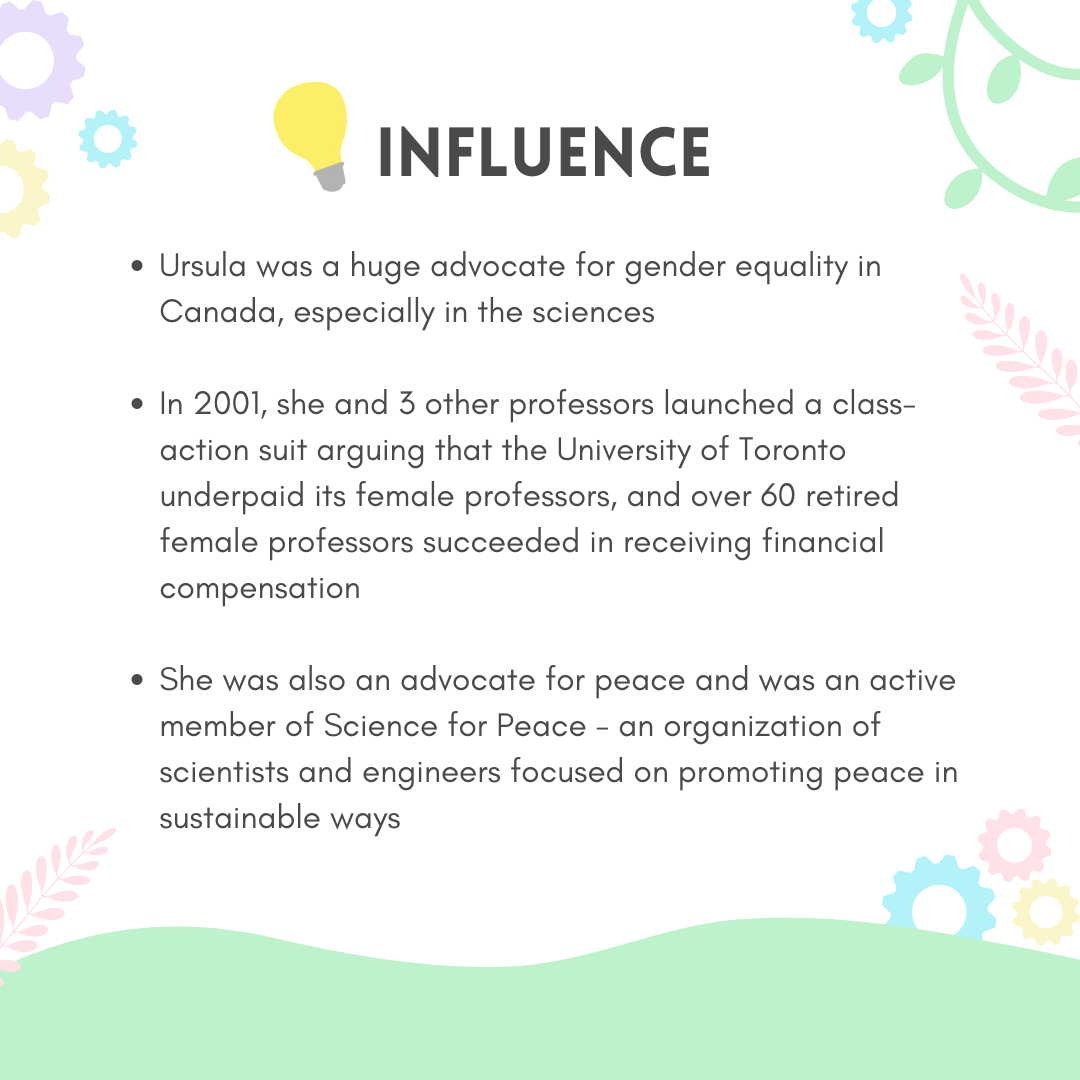 INFLUENCE
• Ursula was a huge advocate for gender equality in
Canada, especially in the sciences
• In 2001, she and 3 other professors launched a class-
action suit arguing that the University of Toronto
underpaid its female professors, and over 60 retired
female professors succeeded in receiving financial
compensation
• She was also an advocate for peace and was an active
member of Science for Peace - an organization of
scientists and engineers focused on promoting peace in
sustainable ways